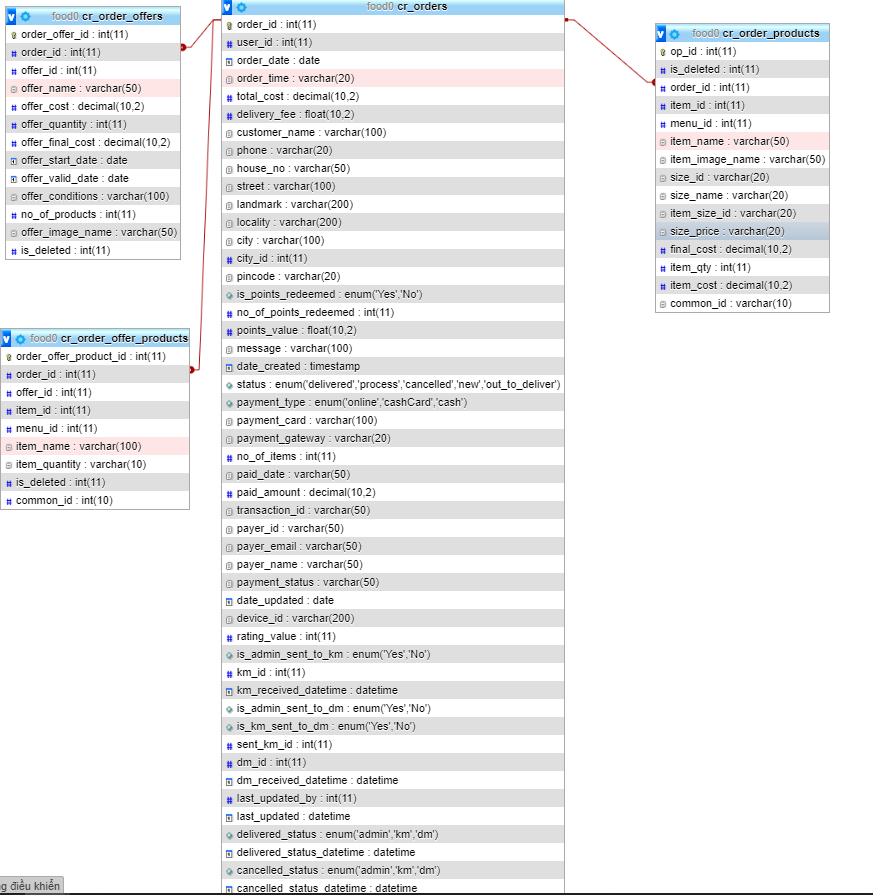 food0 cr_order_offers
order_offer_id : int(11)
order_id : int(11)
offer_id : int(11)
offer_name : varchar(50)
offer_cost : decimal(10,2)
offer_quantity : int(11)
offer_final_cost : decimal(10,2)
offer_start_date : date
offer_valid_date : date
offer_conditions : varchar(100)
no_of_products : int(11)
offer_image_name : varchar(50)
is_deleted : int(11)
food0 cr_order_offer_products
order_offer_product_id : int(11)
order_id : int(11)
offer_id : int(11)
item_id : int(11)
menu_id : int(11)
item_name : varchar(100)
item_quantity : varchar(10)
is_deleted : int(11)
common_id : int(10)
food0 cr_orders
order_id : int(11)
user_id : int(11)
order_date : date
order_time : varchar(20)
total_cost : decimal(10,2)
delivery_fee : float(10,2)
customer_name : varchar(100)
phone : varchar(20)
house_no : varchar(50)
street : varchar(100)
landmark : varchar(200)
locality : varchar(200)
city : varchar(100)
city_id : int(11)
pincode : varchar(20)
is_points_redeemed : enum('Yes','No')
no_of_points_redeemed : int(11)
points_value : float(10,2)
message : varchar(100)
date_created : timestamp
status : enum('delivered','process','cancelled','new','out_to_deliver')
payment_type : enum('online','cashCard','cash')
payment_card : varchar(100)
payment_gateway : varchar(20)
no_of_items : int(11)
paid_date : varchar(50)
paid_amount : decimal(10,2)
transaction_id : varchar(50)
payer_id : varchar(50)
payer_email : varchar(50)
payer_name : varchar(50)
payment_status : varchar(50)
date_updated : date
device_id : varchar(200)
rating_value : int(11)
is_admin_sent_to_km : enum('Yes','No')
km_id : int(11)
km_received_datetime : datetime
is_admin_sent_to_dm : enum('Yes','No')
is_km_sent_to_dm : enum('Yes','No')
sent_km_id : int(11)
dm_id : int(11)
dm_received_datetime : datetime
last_updated_by : int(11)
last_updated : datetime
delivered_status : enum('admin','km','dm')
delivered_status_datetime : datetime
cancelled_status : enum('admin','km','dm')
cancelled_status_datetime : datetime
food0 cr_order_products
op_id : int(11)
is_deleted : int(11)
order_id : int(11)
item_id : int(11)
menu_id : int(11)
item_name : varchar(50)
item_image_name : varchar(50)
size_id : varchar(20)
size_name : varchar(20)
item_size_id : varchar(20)
size_price : varchar(20)
final_cost : decimal(10,2)
item_qty : int(11)
item_cost : decimal(10,2)
common_id : varchar(10)
điều khiển